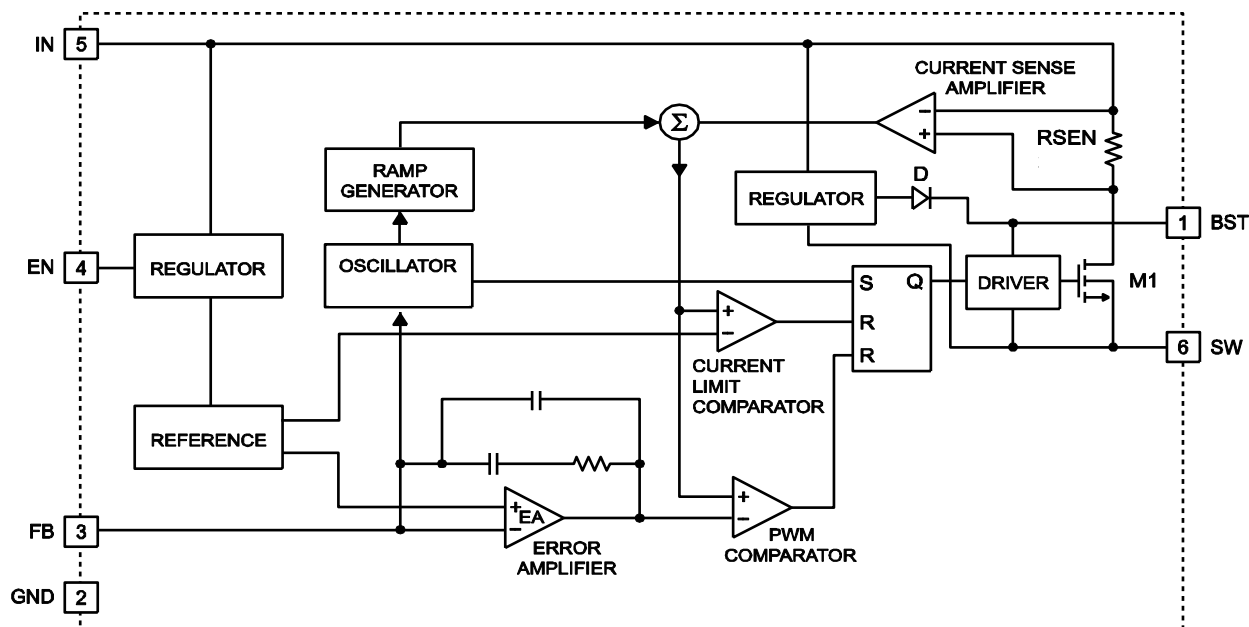 IN 5
CURRENT SENSE
AMPLIFIER
Σ
−
+
RSEN
RAMP
GENERATOR
D
REGULATOR
1 BST
EN 4
REGULATOR
OSCILLATOR
S Q
DRIVER
M1
+
−
R
R
6 SW
CURRENT
LIMIT
COMPARATOR
REFERENCE
+
EA
−
+
−
FB 3
ERROR
AMPLIFIER
PWM
COMPARATOR
GND 2